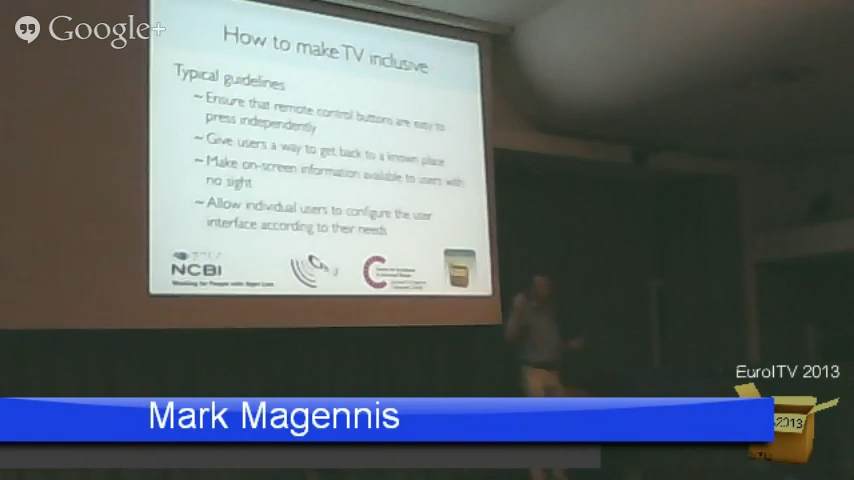 Google+
How to make TV inclusive
Typical guidelines
~ Ensure that remote control buttons are easy to
press independently
~ Give users a way to get back to a known place
~ Make on-screen information available to users with
no sight
~ Allow individual users to configure the user
interface according to their needs
NCBI
Working for People with Sight Loss
EuroITV 2013
Mark Magennis
2013